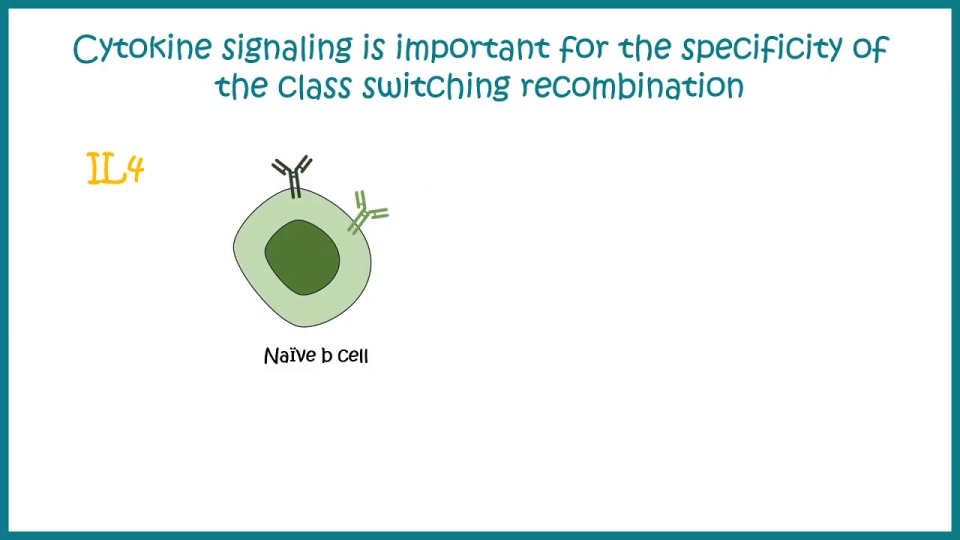 Cytokine signaling is important for the specificity of
the class switching recombination
IL4
Naïve b cell